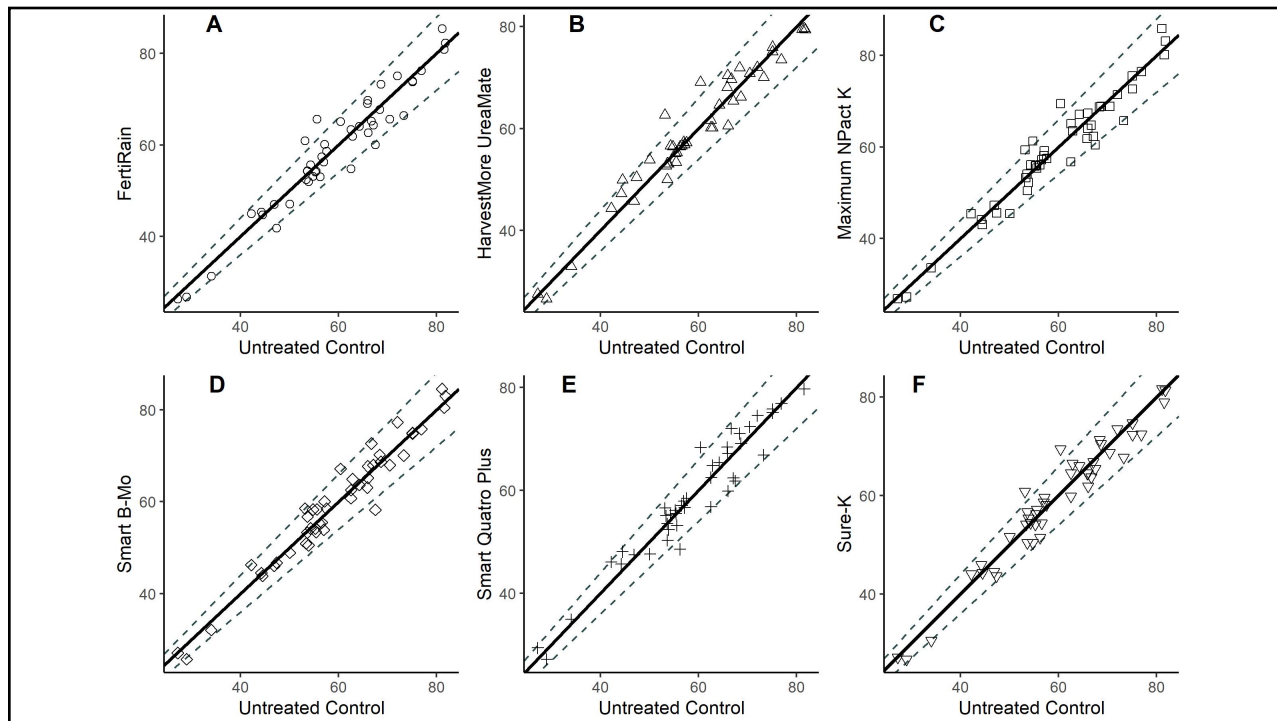 A
B
C
FertiRain
80
60
40
40
60
80
Untreated Control
HarvestMore UreaMate
80
60
40
40
60
80
Untreated Control
Maximum NPact K
80
60
40
40
60
80
Untreated Control
D
E
F
Smart B-Mo
80
60
40
40
60
80
Untreated Control
Smart Quatro Plus
80
60
40
40
60
80
Untreated Control
Sure-K
80
60
40
40
60
80
Untreated Control